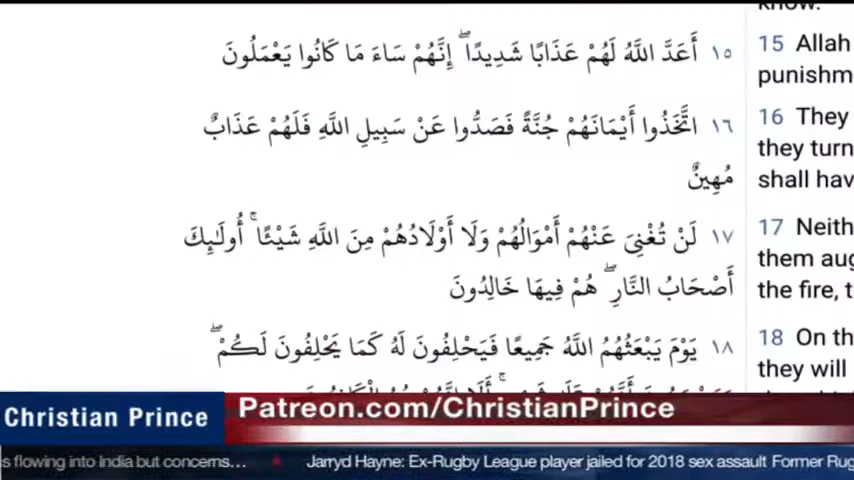 know.
١٥ أَعَدَّ اللَّهُ لَهُمْ عَذَابًا شَدِيدًا ۖ إِنَّهُمْ سَاءَ مَا كَانُوا يَعْمَلُونَ
15 Allah
punishm
١٦ اتَّخَذُوا أَيْمَانَهُمْ جُنَّةً فَصَدُّوا عَنْ سَبِيلِ اللَّهِ فَلَهُمْ عَذَابٌ
مُهِينٌ
16 They
they turn
shall hav
١٧ لَنْ تُغْنِىَ عَنْهُمْ أَمْوَالُهُمْ وَلَا أَوْلَادُهُمْ مِنَ اللَّهِ شَيْئًا ۚ أُولَـٰئِكَ
أَصْحَابُ النَّارِ ۖ هُمْ فِيهَا خَالِدُونَ
17 Neith
them aug
the fire, t
١٨ يَوْمَ يَبْعَثُهُمُ اللَّهُ جَمِيعًا فَيَحْلِفُونَ لَهُ كَمَا يَحْلِفُونَ لَكُمْ ۖ
18 On th
they will
Christian Prince
Patreon.com/ChristianPrince
s flowing into India but concerns...
Jarryd Hayne: Ex-Rugby League player jailed for 2018 sex assault Former Rug